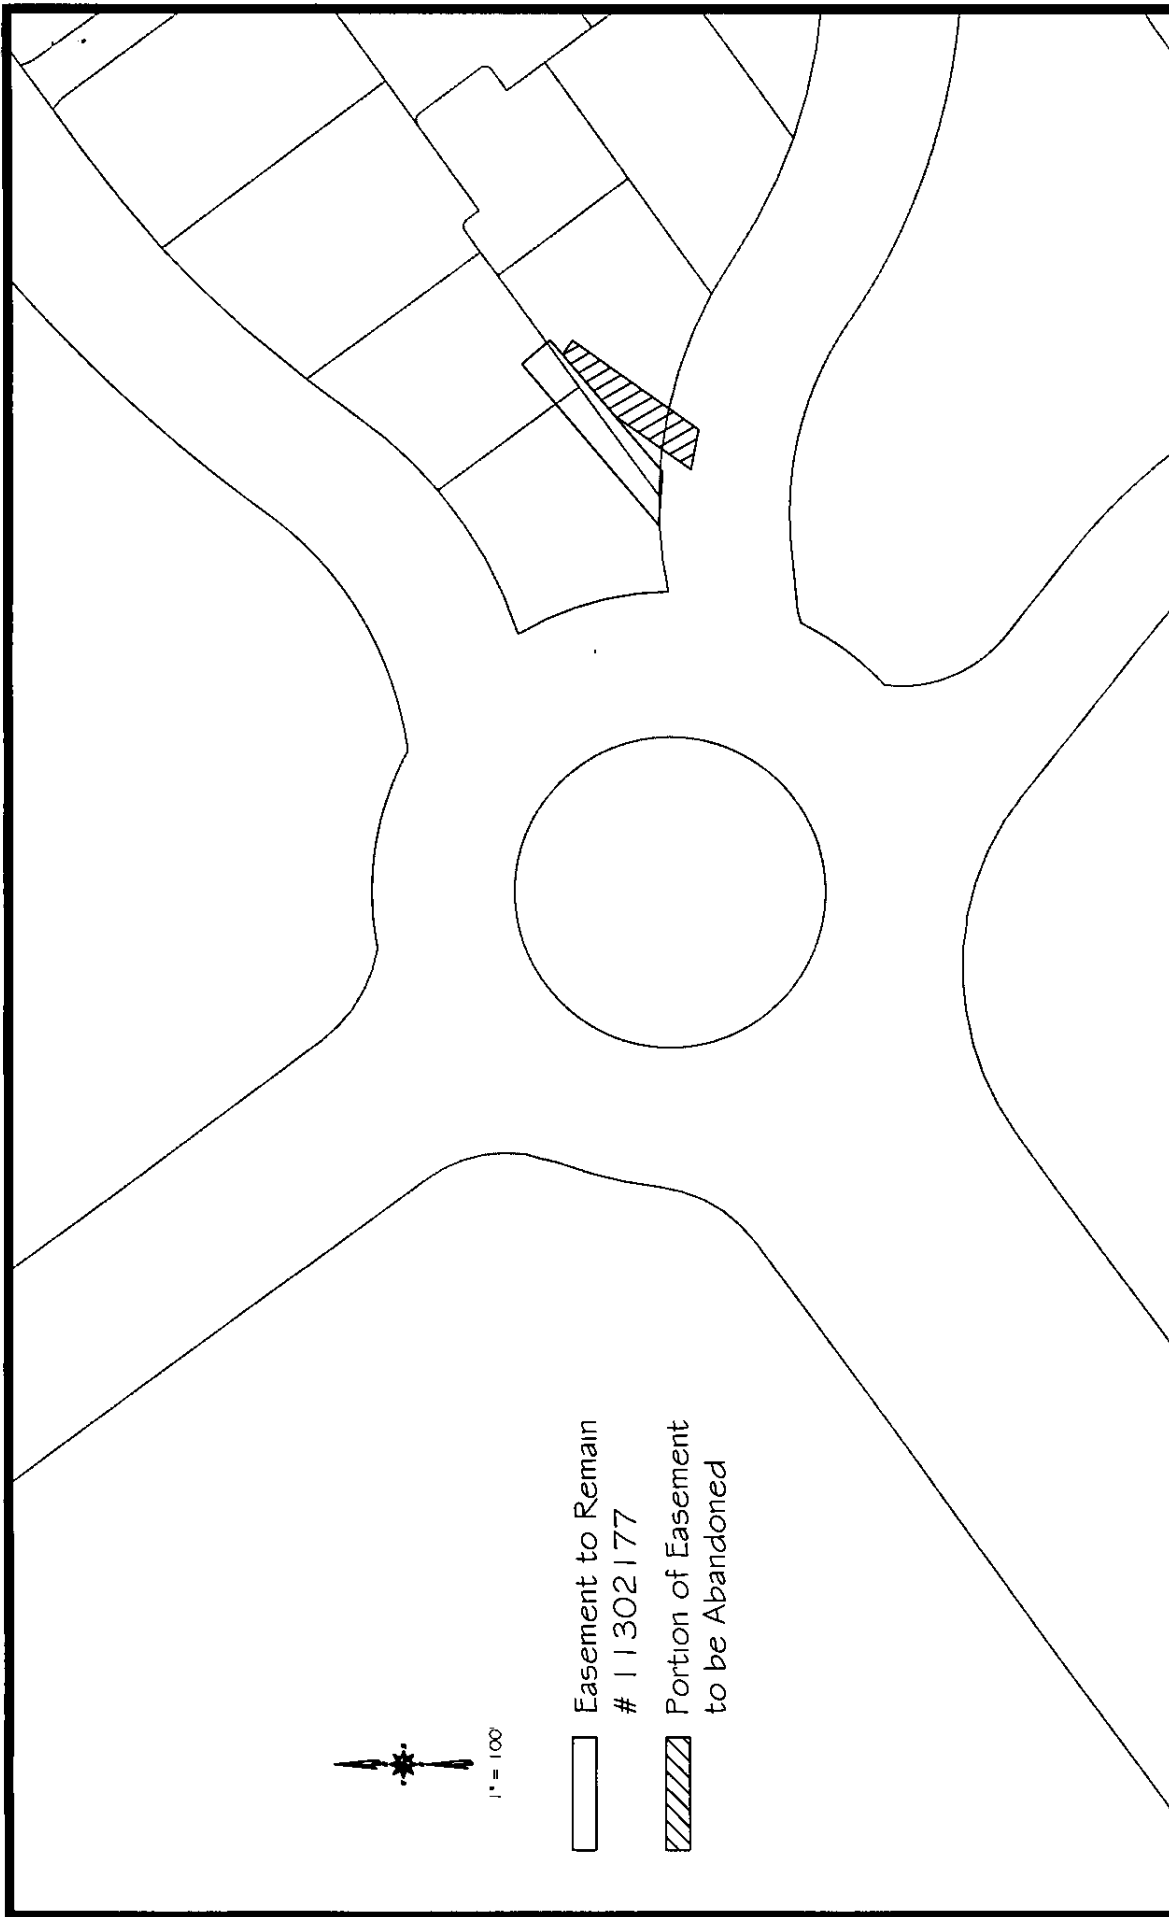 1" = 100'
Easement to Remain
#11302177
Portion of Easement
to be Abandoned